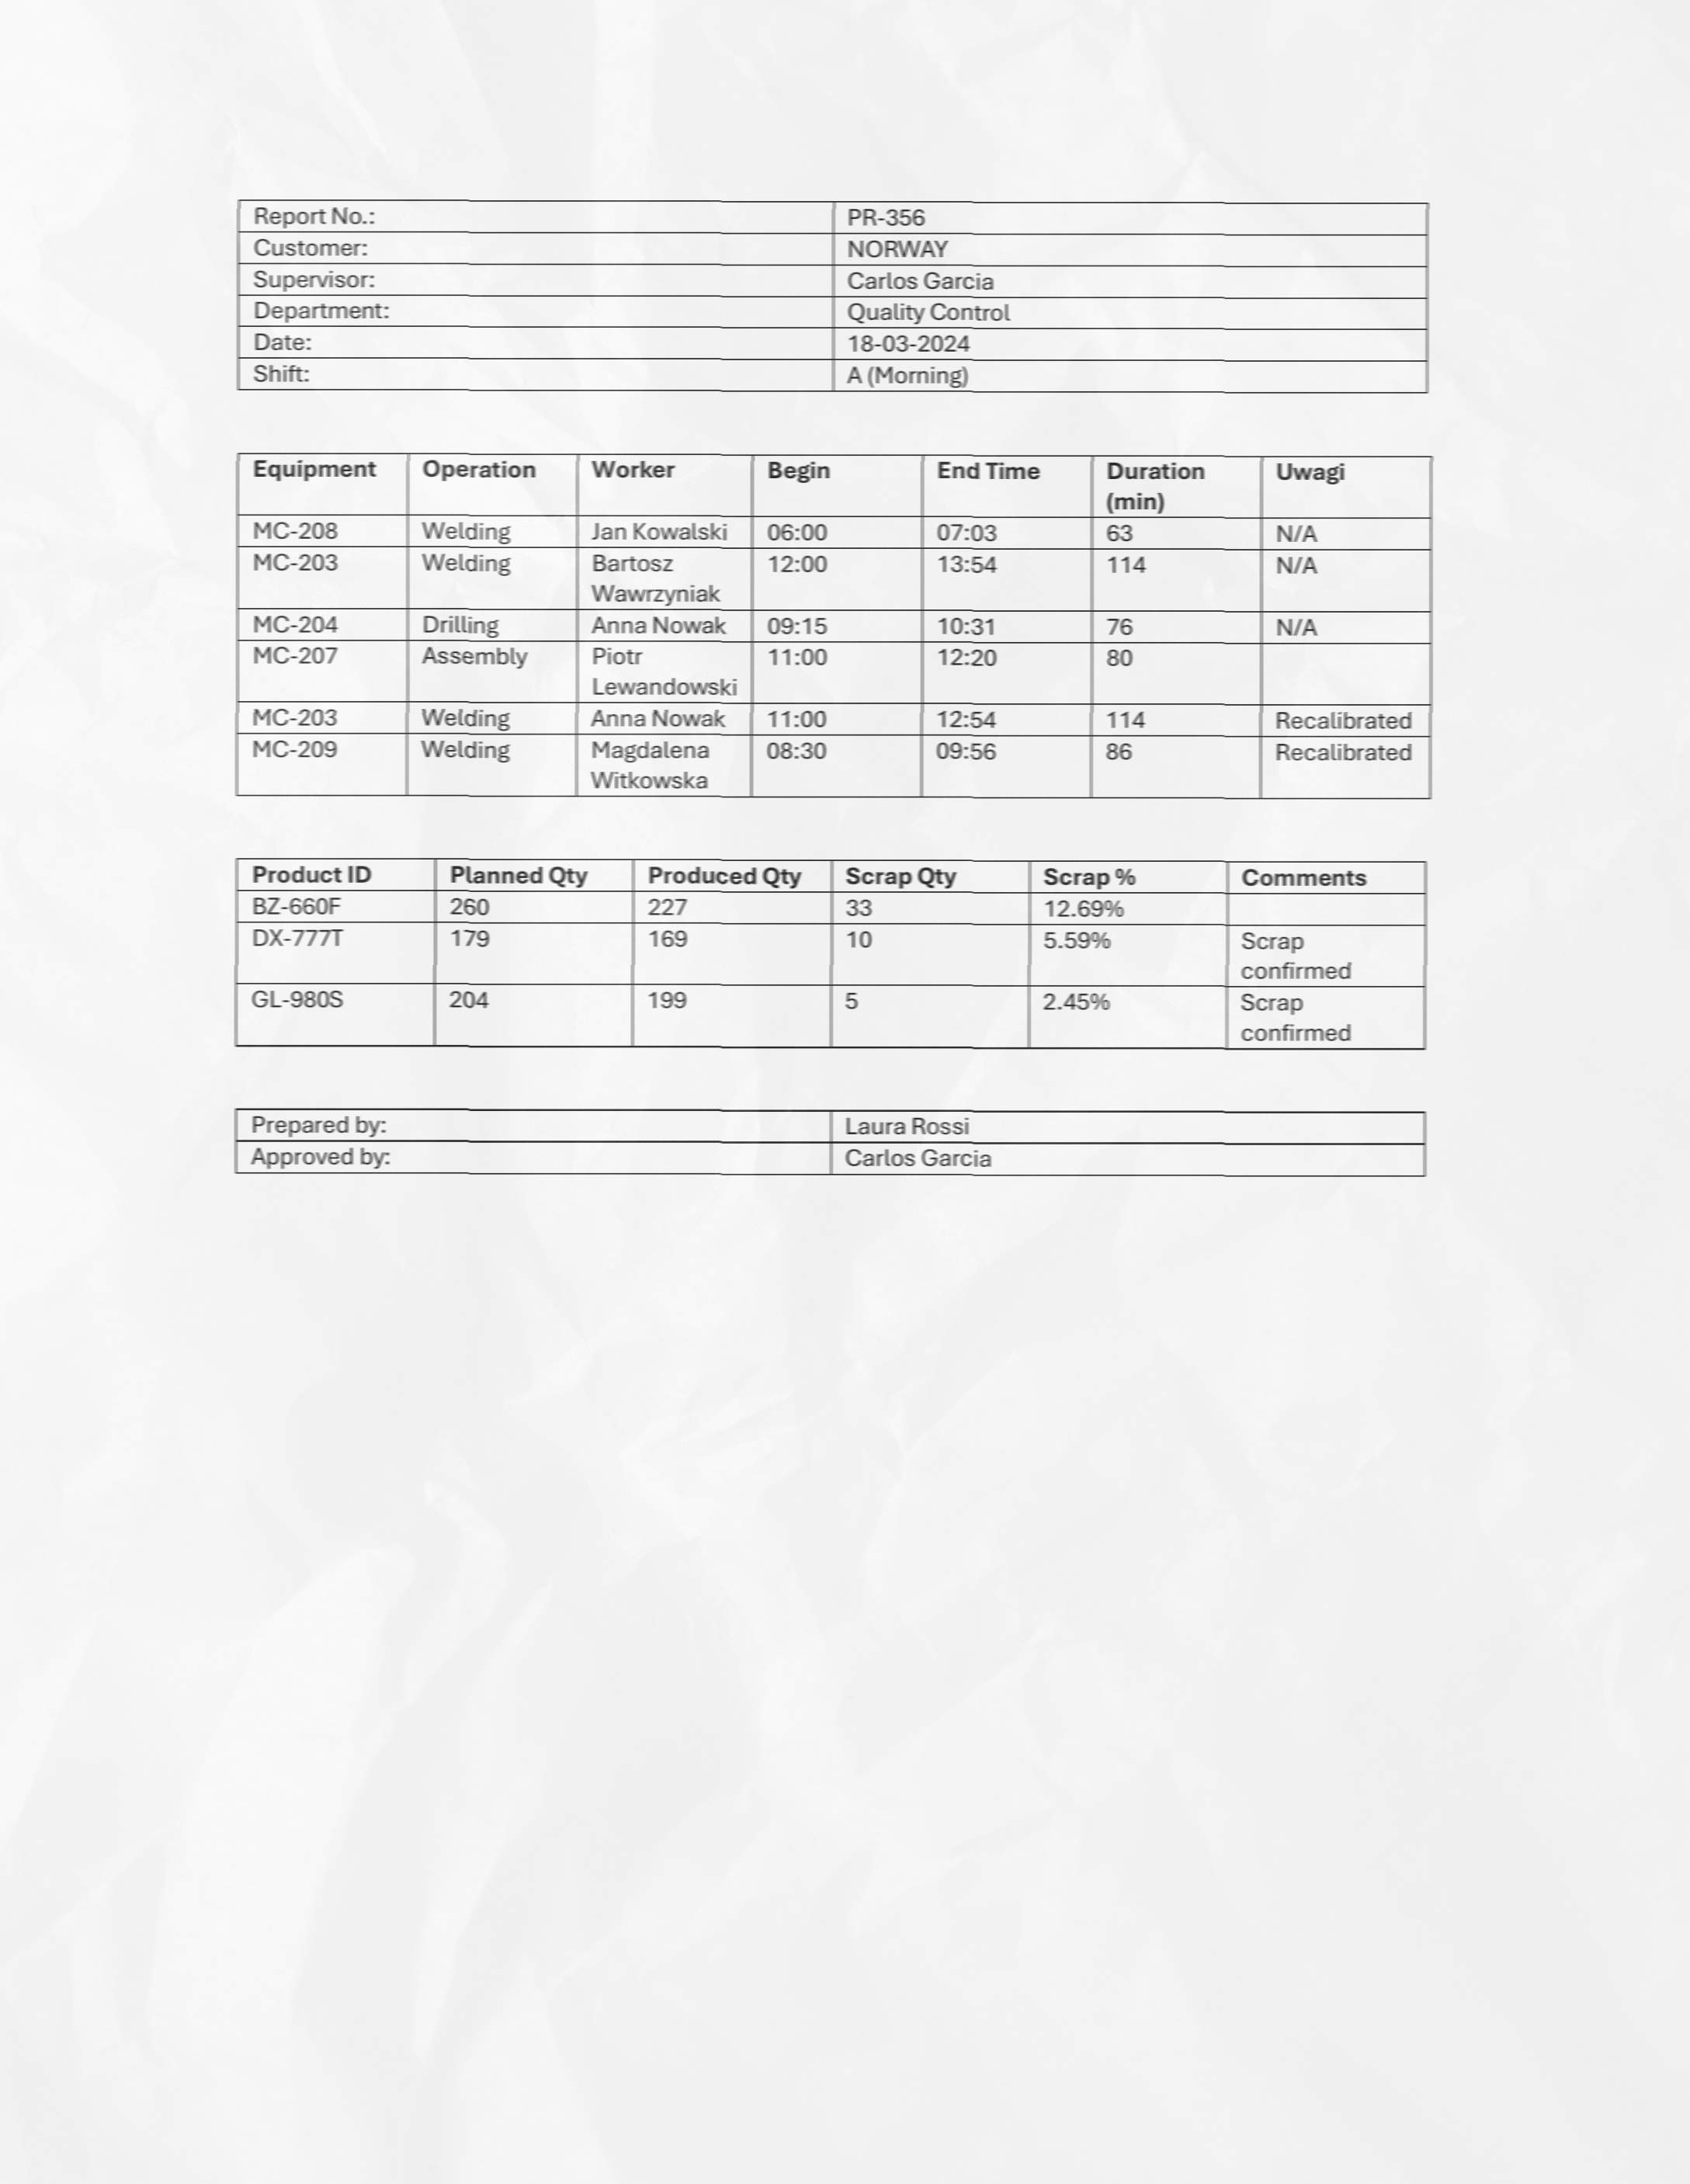 Report No.: PR-356
Customer: NORWAY
Supervisor: Carlos Garcia
Department: Quality Control
Date: 18-03-2024
Shift: A (Morning)
Equipment Operation Worker Begin End Time Duration (min) Uwagi
MC-208 Welding Jan Kowalski 06:00 07:03 63 N/A
MC-203 Welding Bartosz Wawrzyniak 12:00 13:54 114 N/A
MC-204 Drilling Anna Nowak 09:15 10:31 76 N/A
MC-207 Assembly Piotr Lewandowski 11:00 12:20 80
MC-203 Welding Anna Nowak 11:00 12:54 114 Recalibrated
MC-209 Welding Magdalena Witkowska 08:30 09:56 86 Recalibrated
Product ID Planned Qty Produced Qty Scrap Qty Scrap % Comments
BZ-660F 260 227 33 12.69%
DX-777T 179 169 10 5.59% Scrap confirmed
GL-980S 204 199 5 2.45% Scrap confirmed
Prepared by: Laura Rossi
Approved by: Carlos Garcia